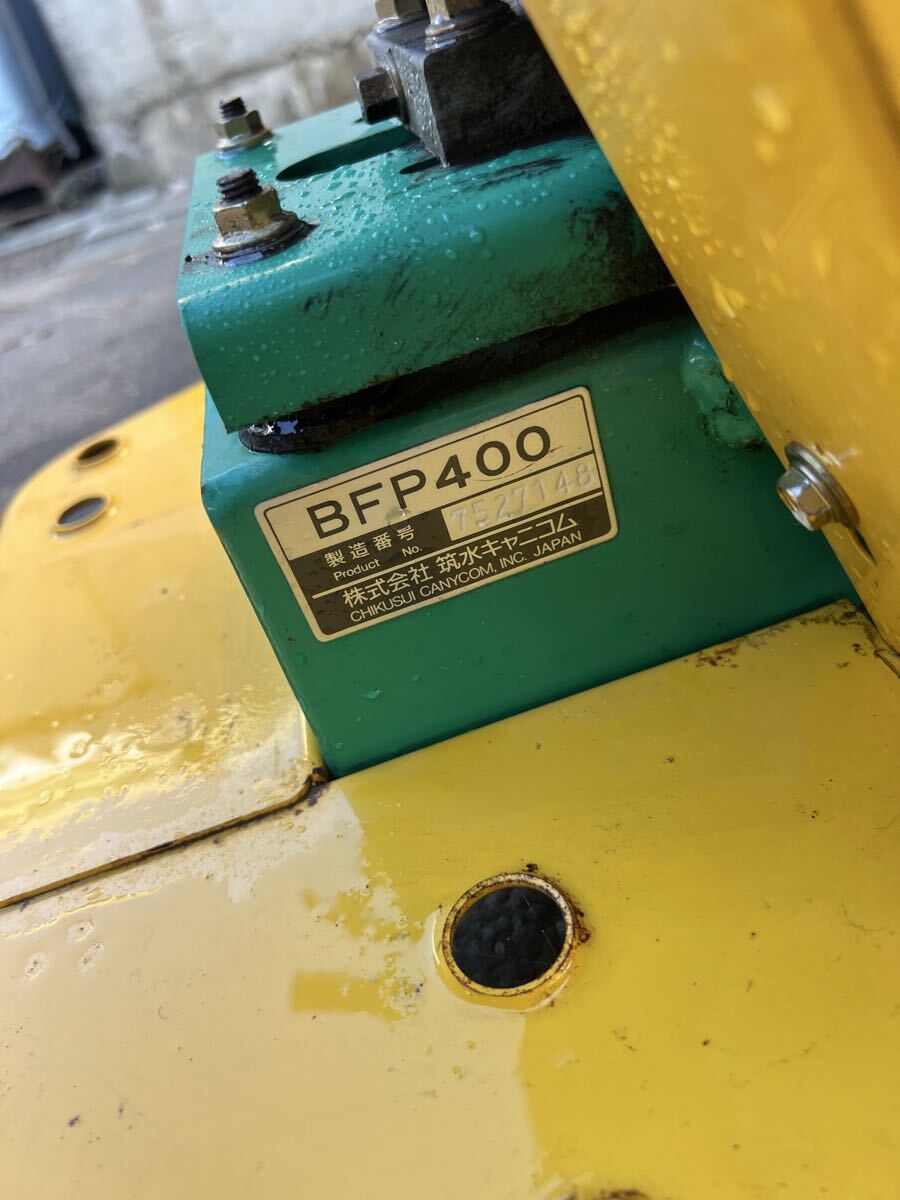 BFP400
製造番号 7527148
Product No.
株式会社 筑水キャニコム
CHIKUSUI CANYCOM, INC. JAPAN